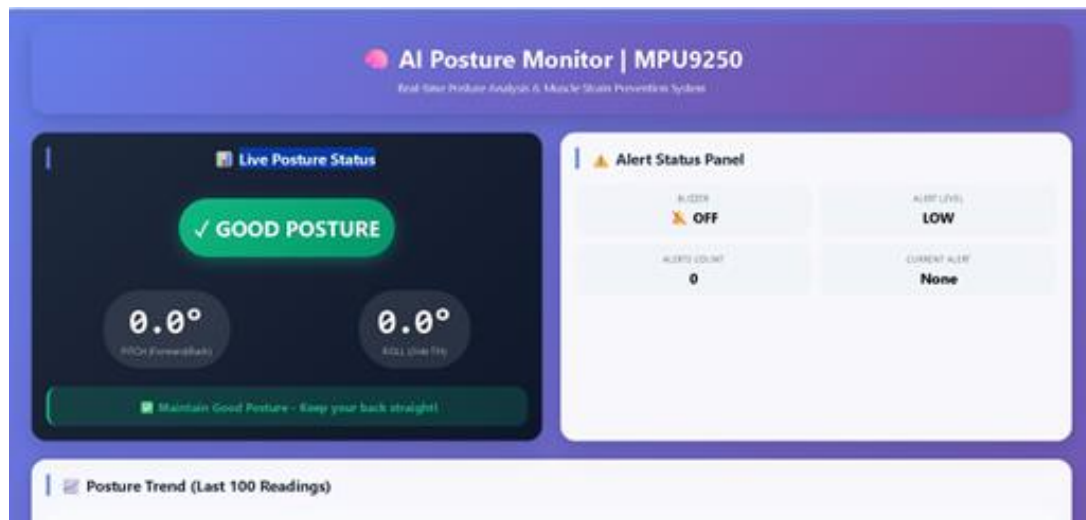 AI Posture Monitor | MPU9250
Real-time Posture Analysis & Muscle Strain Prevention System
Live Posture Status
✓ GOOD POSTURE
0.0°
PITCH (Forward/Back)
0.0°
ROLL (Side Tilt)
Maintain Good Posture - Keep your back straight!
Alert Status Panel
BUZZER
OFF
ALERT LEVEL
LOW
ALERTS COUNT
0
CURRENT ALERT
None
Posture Trend (Last 100 Readings)